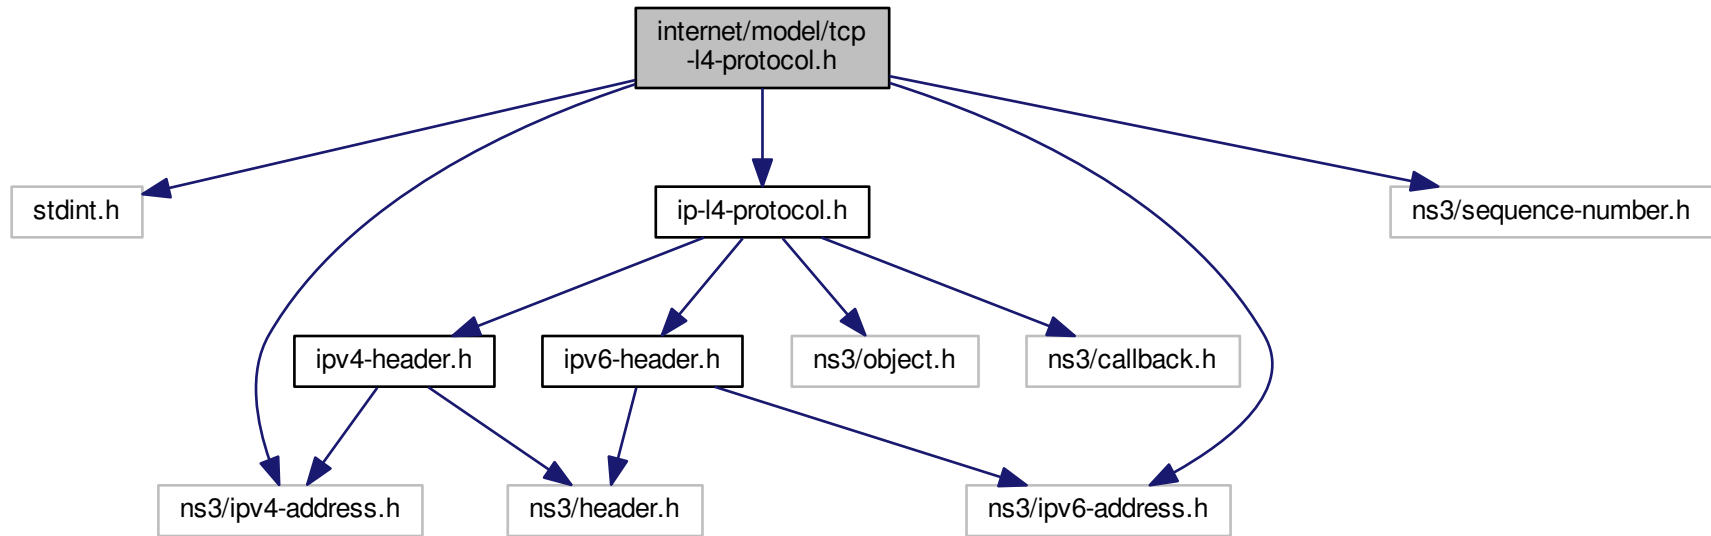 internet/model/tcp
-l4-protocol.h
stdint.h
ip-l4-protocol.h
ns3/sequence-number.h
ipv4-header.h
ipv6-header.h
ns3/object.h
ns3/callback.h
ns3/ipv4-address.h
ns3/header.h
ns3/ipv6-address.h